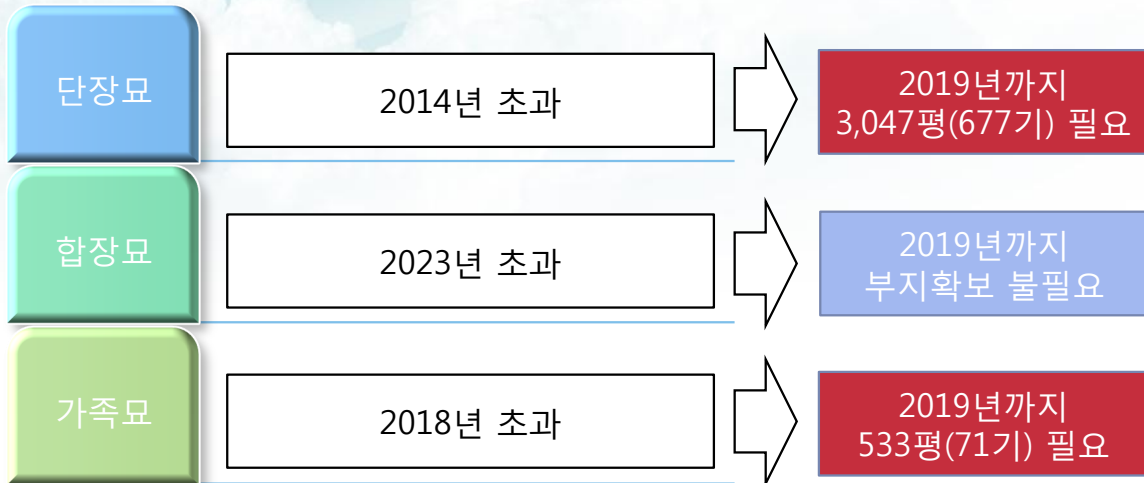 단장묘
2014년 초과
2019년까지
3,047평(677기) 필요
합장묘
2023년 초과
2019년까지
부지확보 불필요
가족묘
2018년 초과
2019년까지
533평(71기) 필요